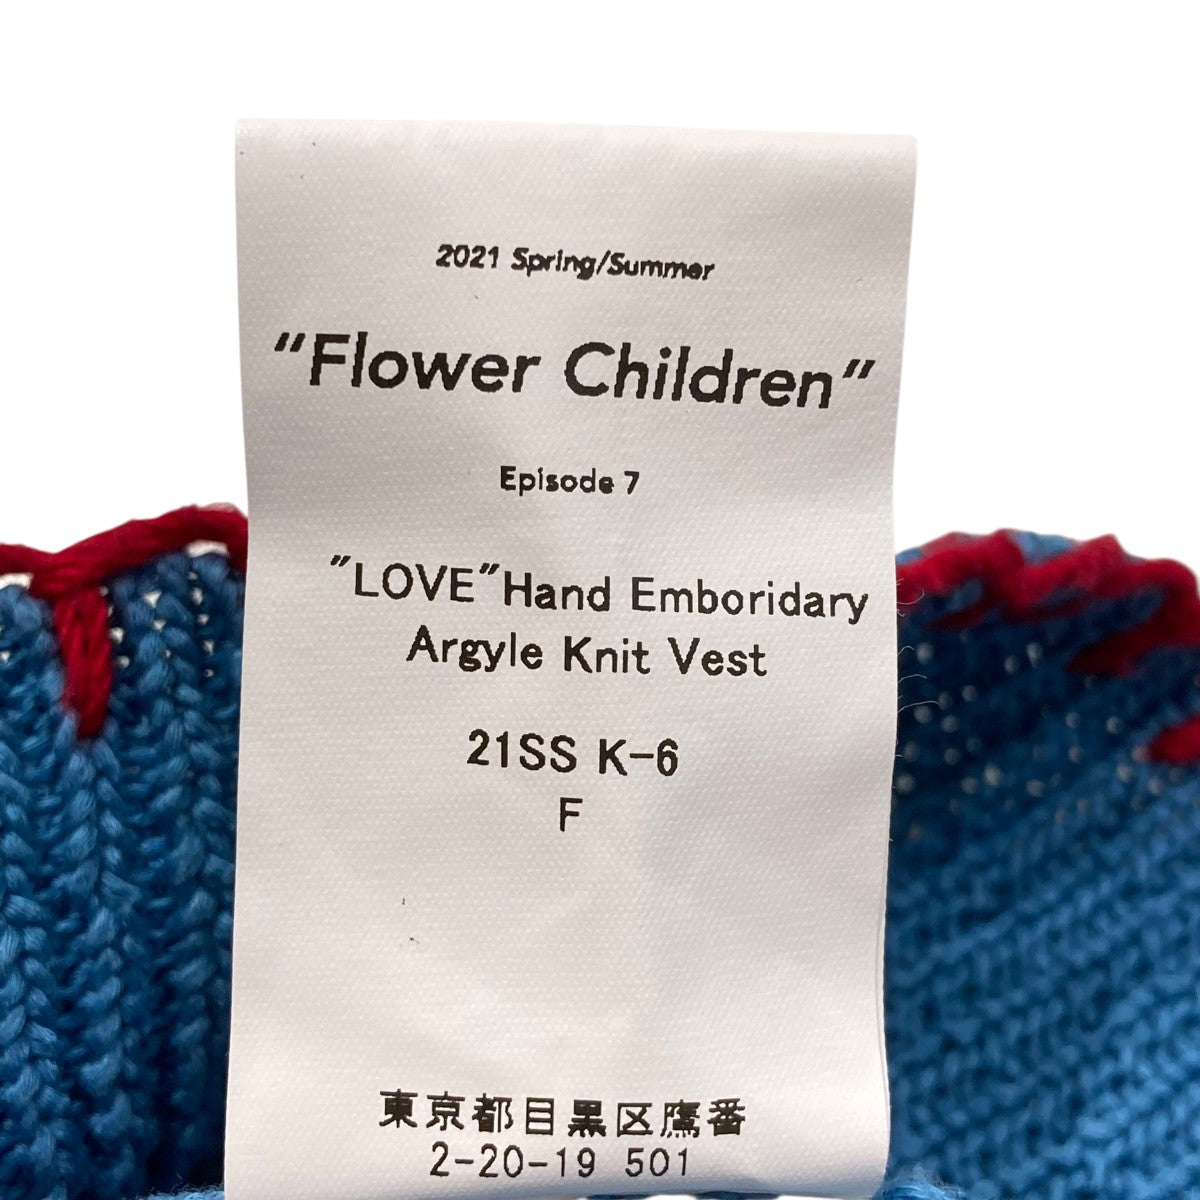 2021 Spring/Summer
"Flower Children"
Episode 7
"LOVE"Hand Emboridary
Argyle Knit Vest
21SS K-6
F
東京都目黒区鷹番
2-20-19 501